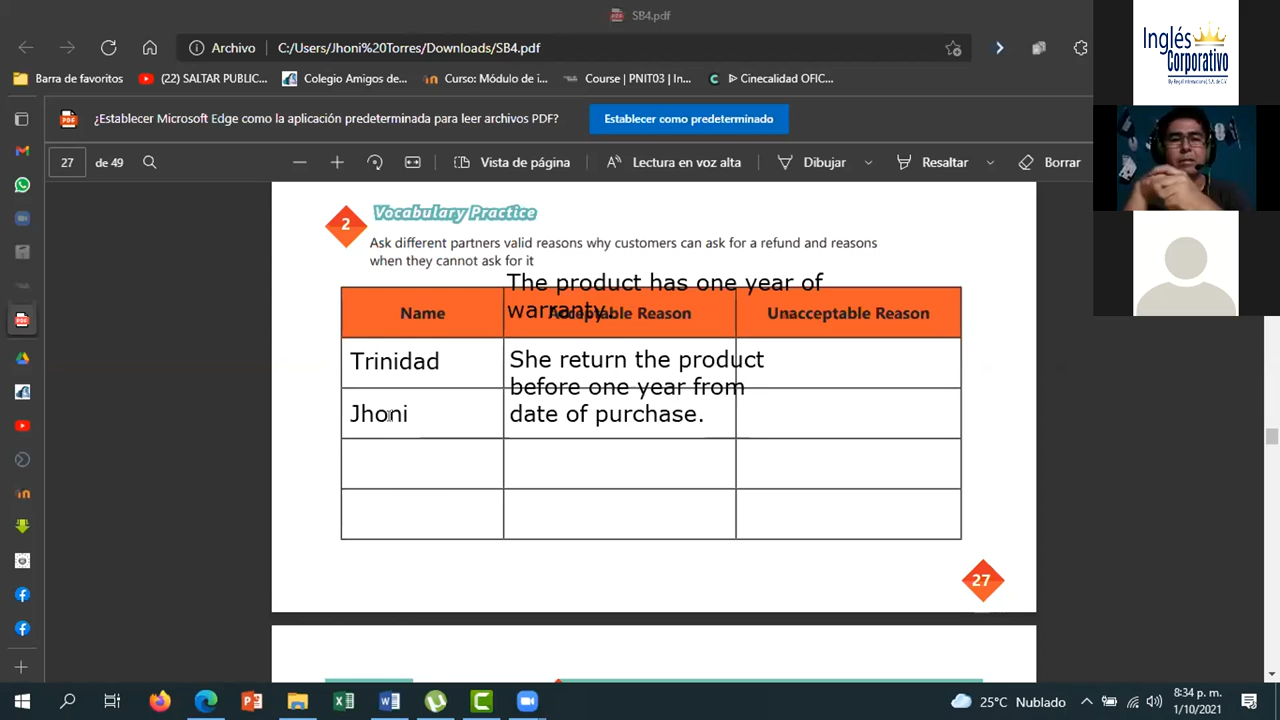 SB4.pdf
Archivo
C:/Users/Jhoni%20Torres/Downloads/SB4.pdf
Barra de favoritos
(22) SALTAR PUBLIC...
Colegio Amigos de...
Curso: Módulo de i...
Course | PNIT03 | In...
ᐅ Cinecalidad OFIC...
¿Establecer Microsoft Edge como la aplicación predeterminada para leer archivos PDF?
Establecer como predeterminado
27
de 49
Vista de página
Lectura en voz alta
Dibujar
Resaltar
Borrar
2
Vocabulary Practice
Ask different partners valid reasons why customers can ask for a refund and reasons
when they cannot ask for it
The product has one year of
warranty.
Name
Acceptable Reason
Unacceptable Reason
Trinidad
She return the product
before one year from
date of purchase.
Jhoni
27
Inglés
Corporativo
25°C Nublado
8:34 p. m.
1/10/2021